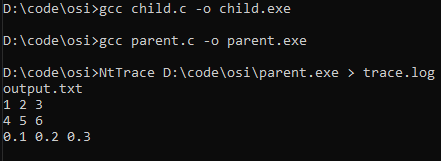 D:\code\osi>gcc child.c -o child.exe
D:\code\osi>gcc parent.c -o parent.exe
D:\code\osi>NtTrace D:\code\osi\parent.exe > trace.log
output.txt
1 2 3
4 5 6
0.1 0.2 0.3